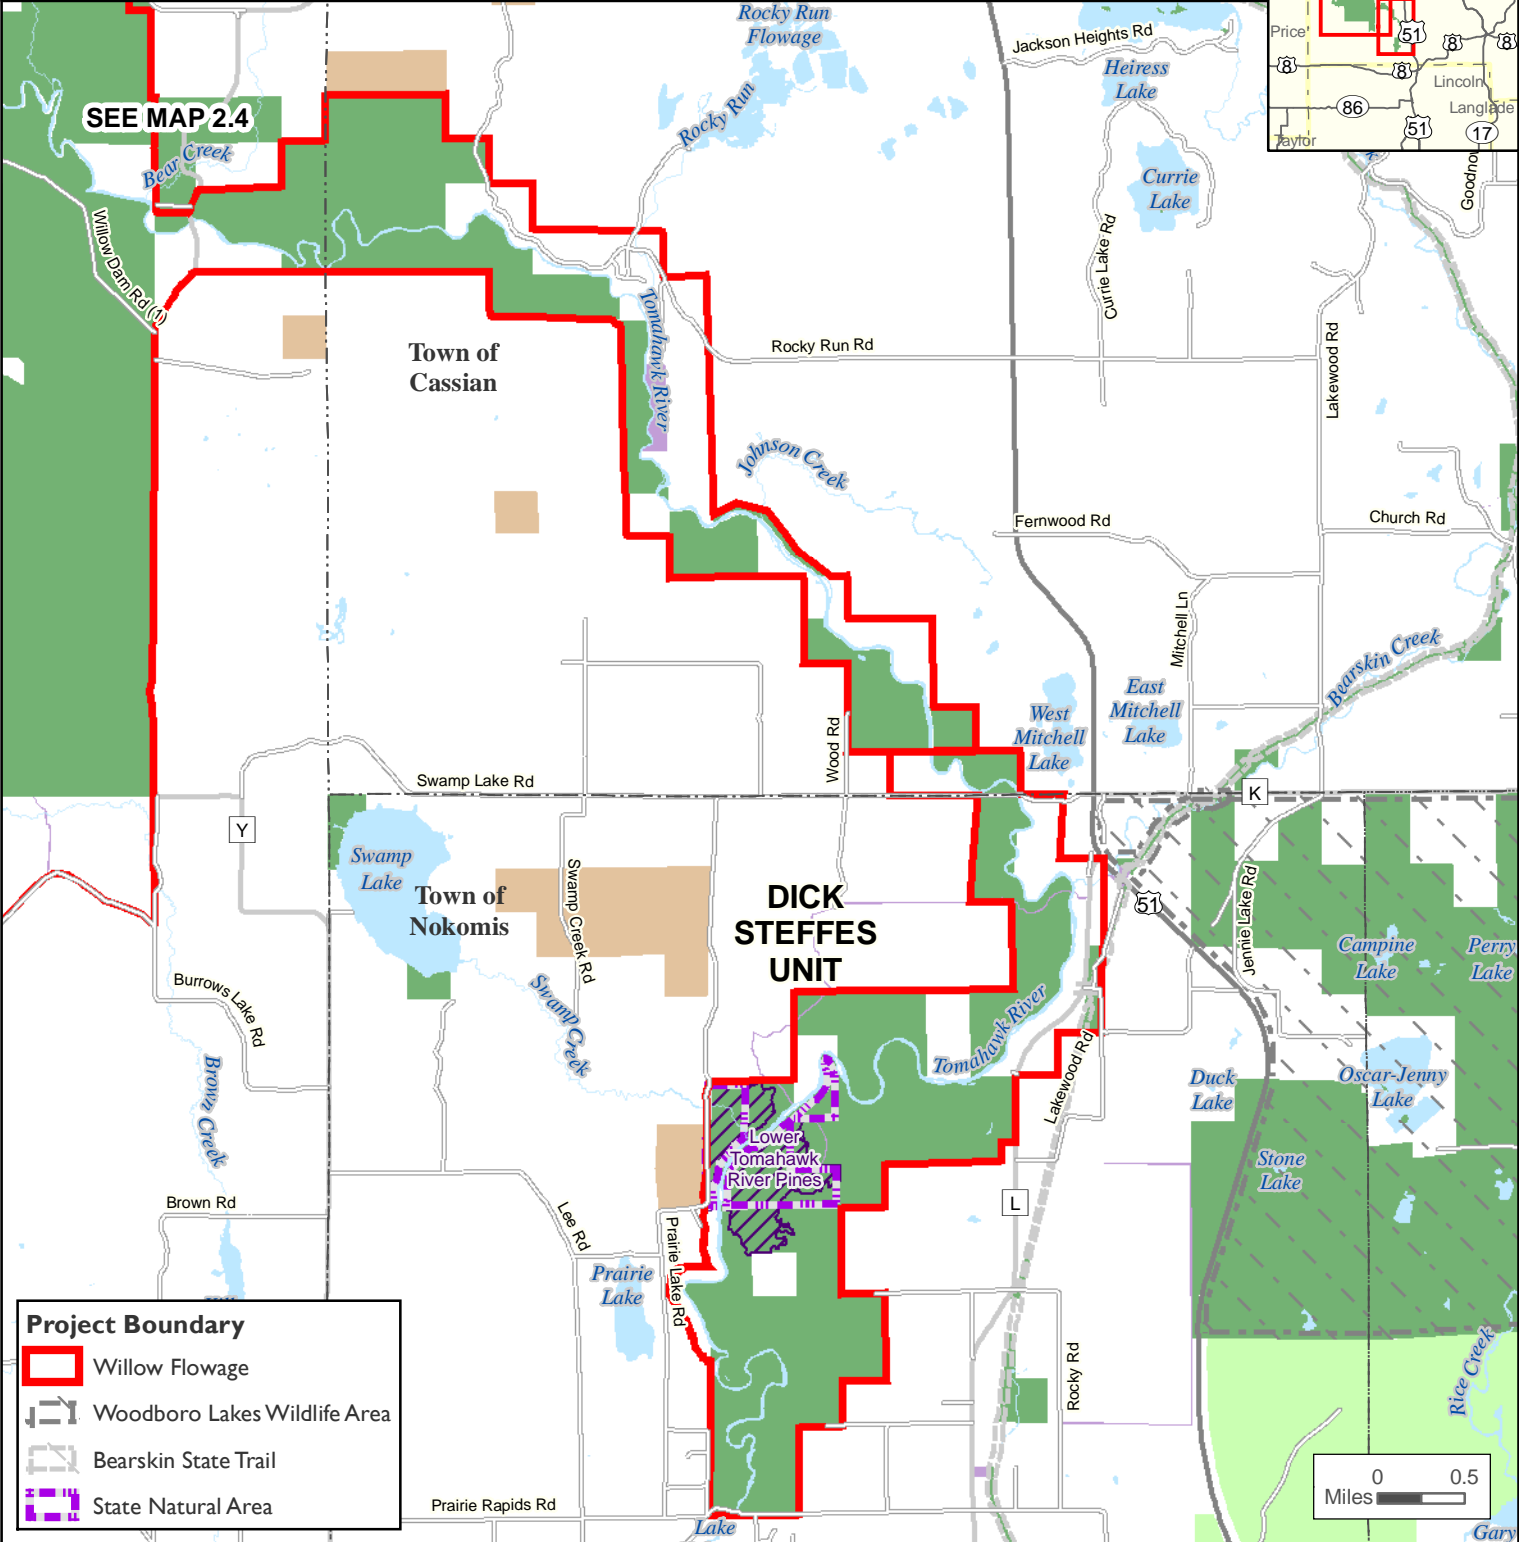 Rocky Run
Flowage
Jackson Heights Rd
Heiress
Lake
Price
51
8
8
8
8
Lincoln
86
Langlade
51
17
Taylor
SEE MAP 2.4
Bear Creek
Rocky Run
Currie
Lake
Goodnow
Willow Dam Rd (1)
Currie Lake Rd
Tomahawk River
Lakewood Rd
Rocky Run Rd
Town of
Cassian
Johnson Creek
Fernwood Rd
Church Rd
Mitchell Ln
Bearskin Creek
East
Mitchell
Lake
West
Mitchell
Lake
Wood Rd
Swamp Lake Rd
K
Y
Swamp
Lake
Town of
Nokomis
Swamp Creek Rd
DICK
STEFFES
UNIT
51
Jennie Lake Rd
Campine
Lake
Perry
Lake
Burrows Lake Rd
Swamp Creek
Tomahawk River
Brown Creek
Lakewood Rd
Duck
Lake
Oscar-Jenny
Lake
Lower
Tomahawk
River Pines
Stone
Lake
Brown Rd
L
Lee Rd
Prairie Lake Rd
Prairie
Lake
Rocky Rd
Rice Creek
Project Boundary
Willow Flowage
Woodboro Lakes Wildlife Area
Bearskin State Trail
State Natural Area
Prairie Rapids Rd
Lake
0 0.5
Miles
Gary